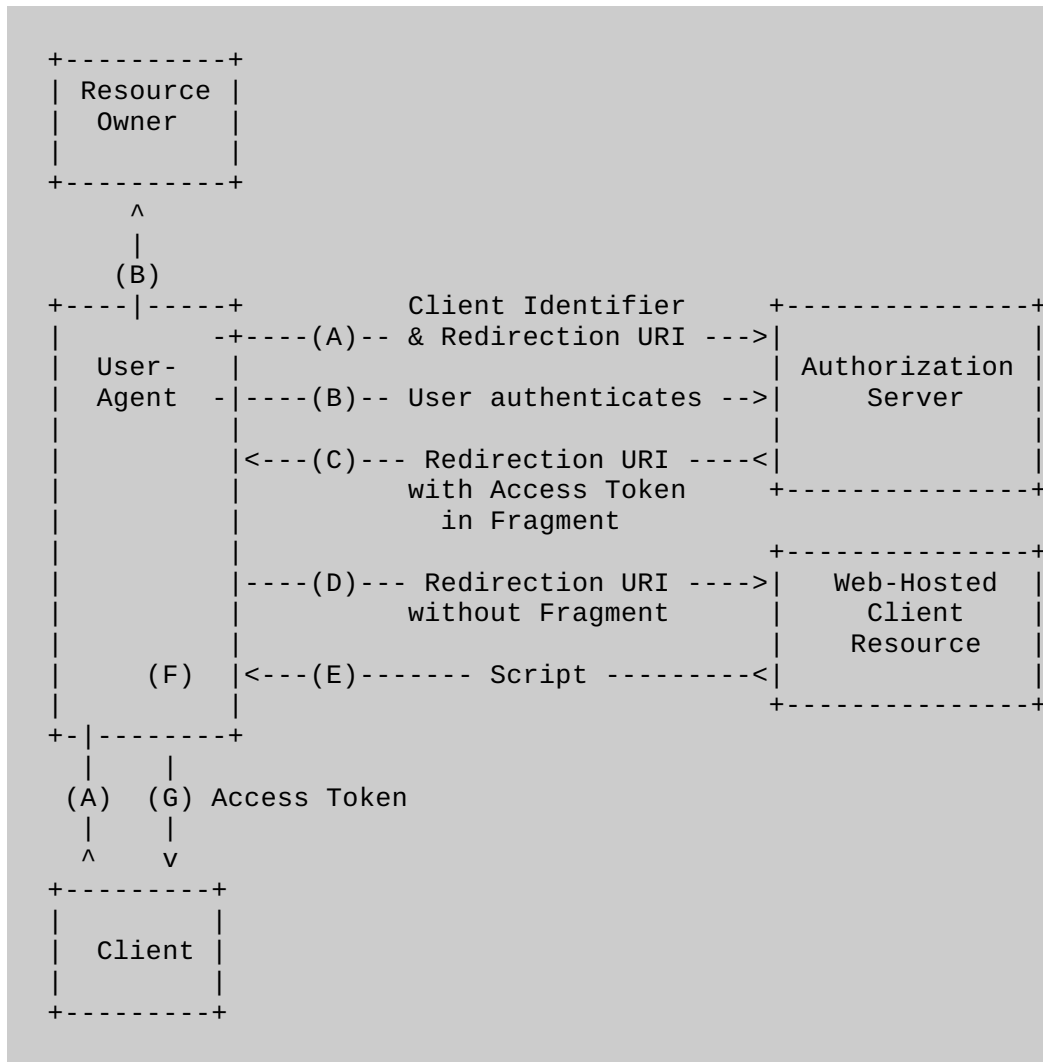 +----------+
| Resource |
|  Owner   |
|          |
+----------+
     ^
     |
    (B)
+----|-----+          Client Identifier     +---------------+
|         -+----(A)-- & Redirection URI --->|               |
|  User-   |                                | Authorization |
|  Agent  -|----(B)-- User authenticates -->|     Server    |
|          |                                |               |
|          |<---(C)--- Redirection URI ----<|               |
|          |          with Access Token     +---------------+
|          |            in Fragment
|          |                                +---------------+
|          |----(D)--- Redirection URI ---->|   Web-Hosted  |
|          |          without Fragment      |     Client    |
|          |                                |    Resource   |
|     (F)  |<---(E)------- Script ---------<|               |
|          |                                +---------------+
+-|--------+
  |    |
 (A)  (G) Access Token
  |    |
  ^    v
+---------+
|         |
|  Client |
|         |
+---------+